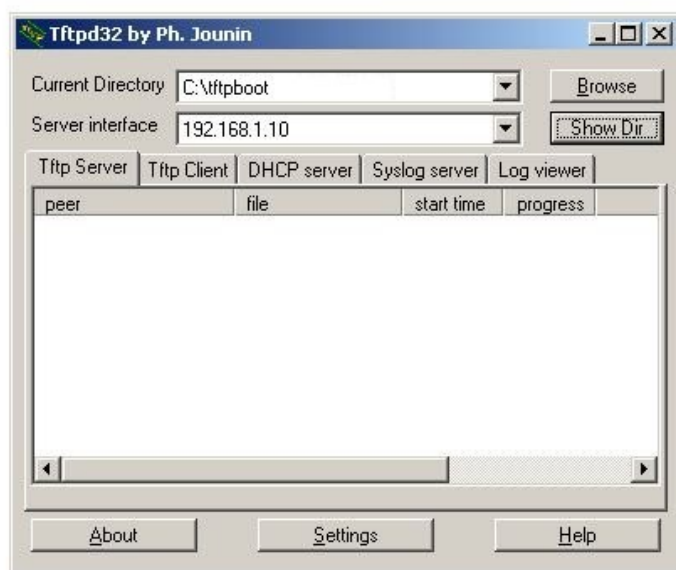 Tftpd32 by Ph. Jounin
Current Directory C:\tftpboot Browse
Server interface 192.168.1.10 Show Dir
Tftp Server Tftp Client DHCP server Syslog server Log viewer
peer file start time progress
About Settings Help